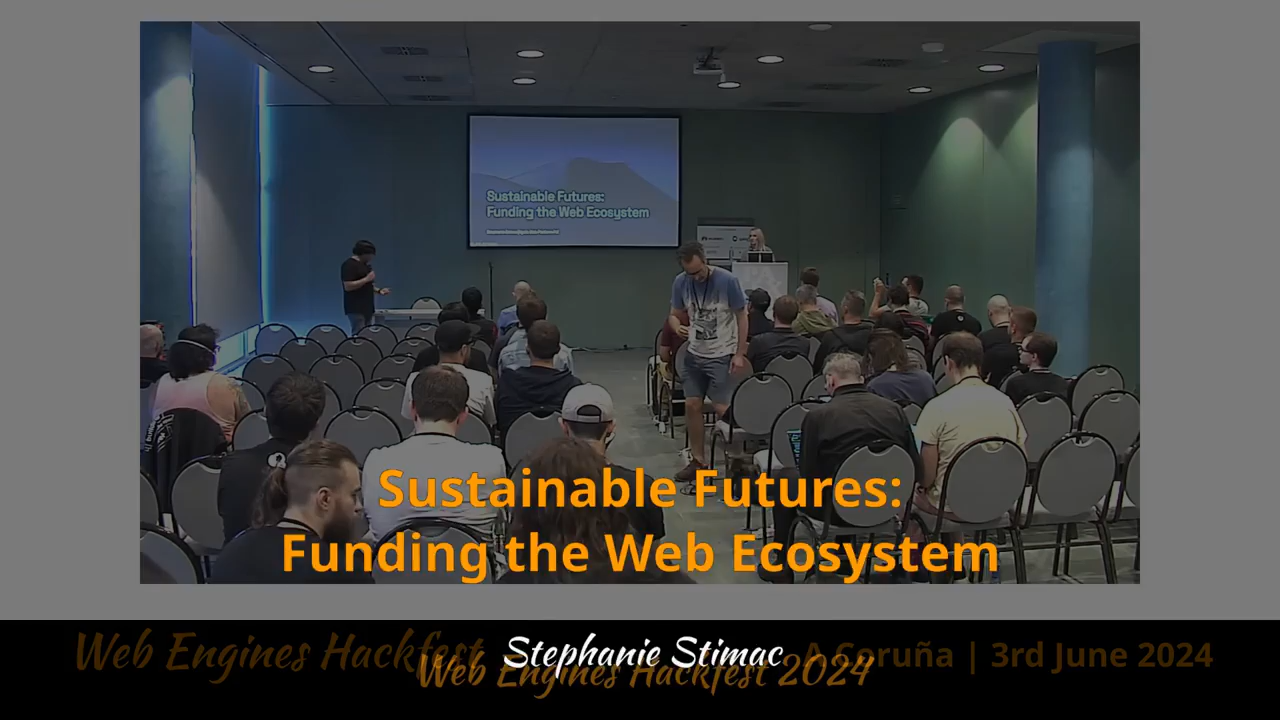 Sustainable Futures:
Funding the Web Ecosystem
Sustainable Futures:
Funding the Web Ecosystem
Web Engines Hackfest
Stephanie Stimac
A Coruña | 3rd June 2024
Web Engines Hackfest 2024